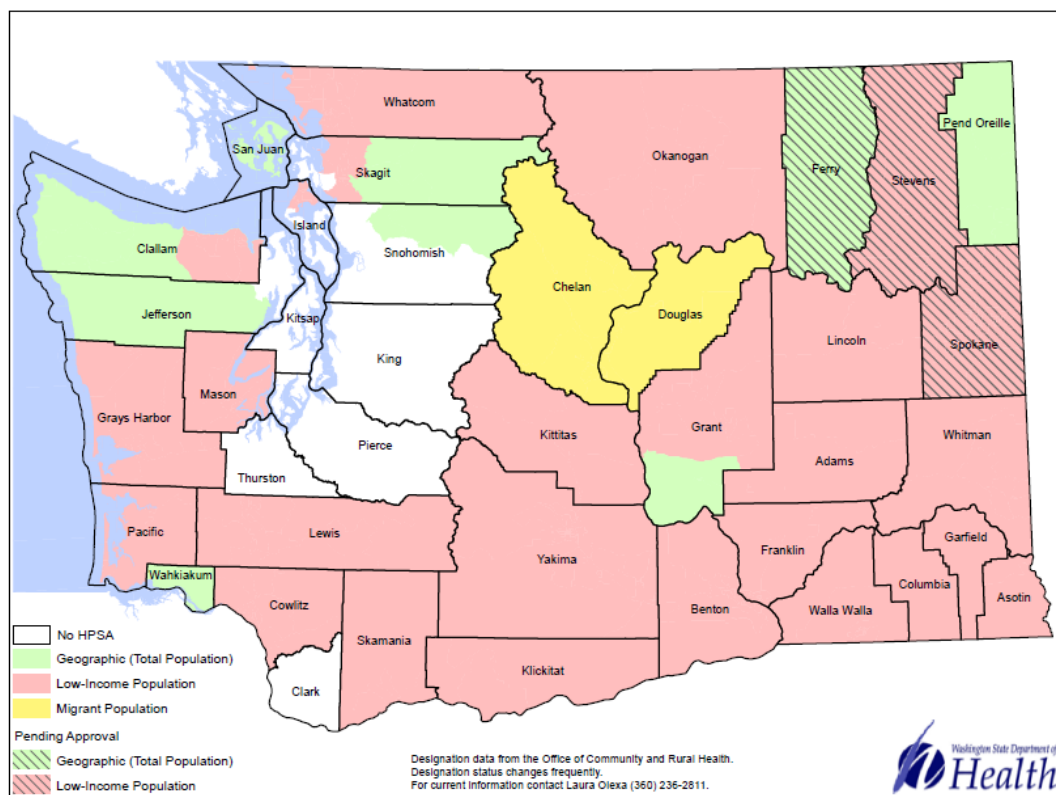 Whatcom
Okanogan
Pend Oreille
San Juan
Skagit
Ferry
Stevens
Island
Clallam
Snohomish
Chelan
Jefferson
Kitsap
Douglas
King
Lincoln
Spokane
Mason
Grays Harbor
Grant
Kittitas
Whitman
Pierce
Adams
Thurston
Pacific
Lewis
Yakima
Franklin
Garfield
Wahkiakum
Columbia
Asotin
Cowlitz
Benton
Walla Walla
Skamania
Klickitat
Clark
No HPSA
Geographic (Total Population)
Low-Income Population
Migrant Population
Pending Approval
Geographic (Total Population)
Low-Income Population
Designation data from the Office of Community and Rural Health.
Designation status changes frequently.
For current information contact Laura Olexa (360) 236-2811.
Washington State Department of
Health